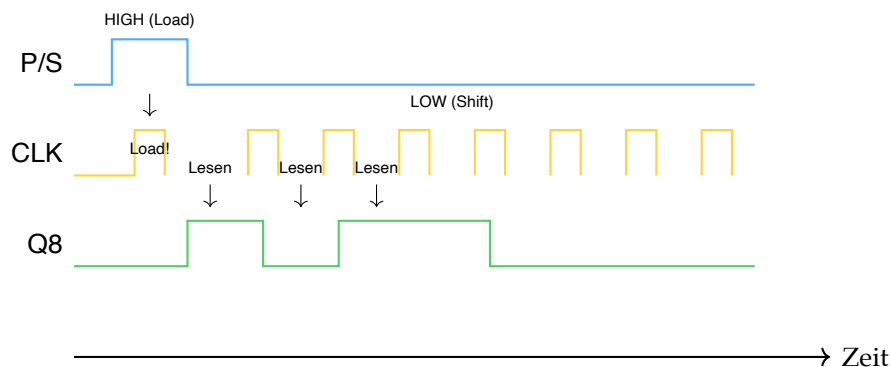 HIGH (Load)
P/S
LOW (Shift)
CLK
Load!
Lesen
Lesen
Lesen
Q8
Zeit